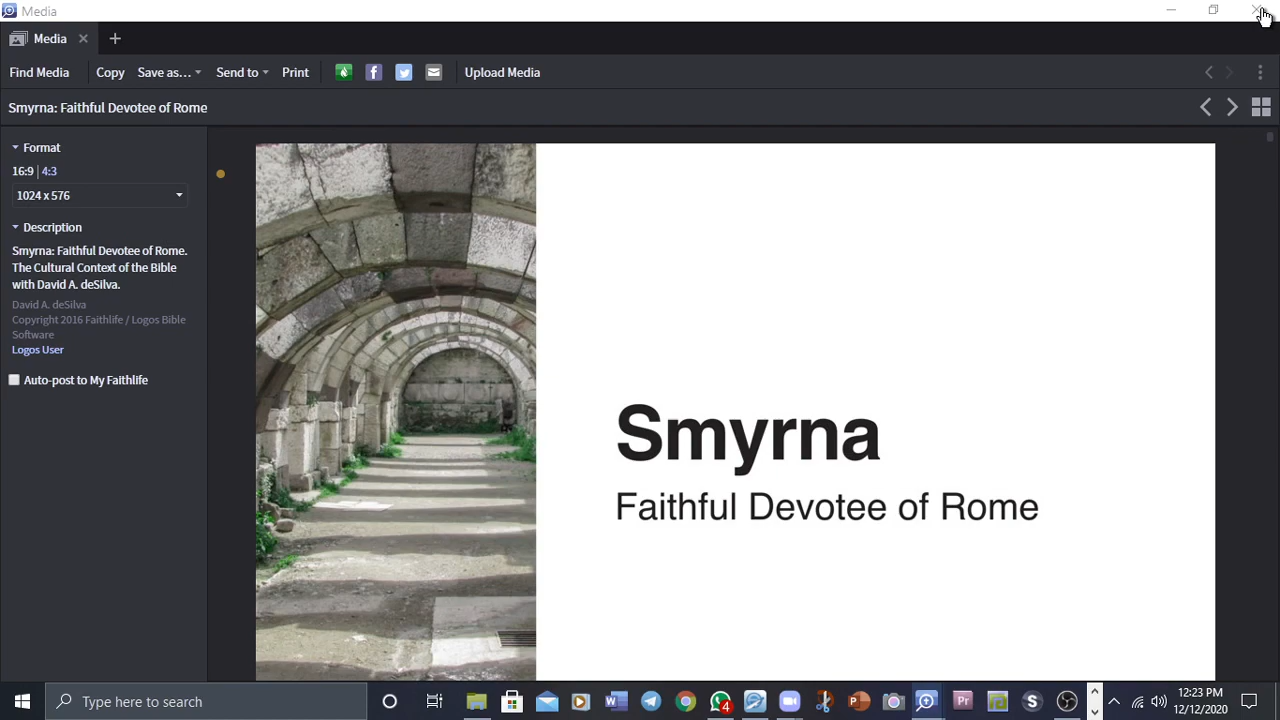 Media
Media
Find Media Copy Save as... Send to Print Upload Media
Smyrna: Faithful Devotee of Rome
Format
16:9 | 4:3
1024 x 576
Description
Smyrna: Faithful Devotee of Rome.
The Cultural Context of the Bible
with David A. deSilva.
David A. deSilva
Copyright 2016 Faithlife / Logos Bible
Software
Logos User
Auto-post to My Faithlife
Smyrna
Faithful Devotee of Rome
Type here to search
4
Pr
12:23 PM
12/12/2020